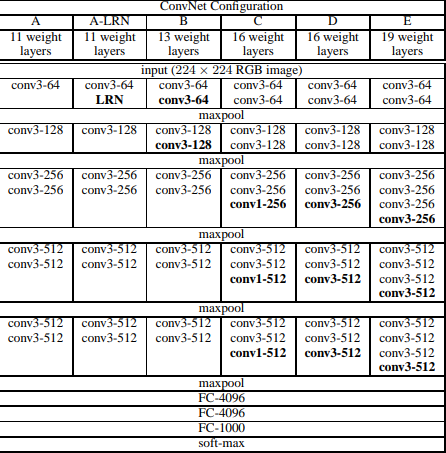 ConvNet Configuration
A A-LRN B C D E
11 weight 11 weight 13 weight 16 weight 16 weight 19 weight
layers layers layers layers layers layers
input (224 × 224 RGB image)
conv3-64 conv3-64 conv3-64 conv3-64 conv3-64 conv3-64
LRN conv3-64 conv3-64 conv3-64 conv3-64
maxpool
conv3-128 conv3-128 conv3-128 conv3-128 conv3-128 conv3-128
conv3-128 conv3-128 conv3-128 conv3-128
maxpool
conv3-256 conv3-256 conv3-256 conv3-256 conv3-256 conv3-256
conv3-256 conv3-256 conv3-256 conv3-256 conv3-256 conv3-256
conv1-256 conv3-256 conv3-256
conv3-256
maxpool
conv3-512 conv3-512 conv3-512 conv3-512 conv3-512 conv3-512
conv3-512 conv3-512 conv3-512 conv3-512 conv3-512 conv3-512
conv1-512 conv3-512 conv3-512
conv3-512
maxpool
conv3-512 conv3-512 conv3-512 conv3-512 conv3-512 conv3-512
conv3-512 conv3-512 conv3-512 conv3-512 conv3-512 conv3-512
conv1-512 conv3-512 conv3-512
conv3-512
maxpool
FC-4096
FC-4096
FC-1000
soft-max